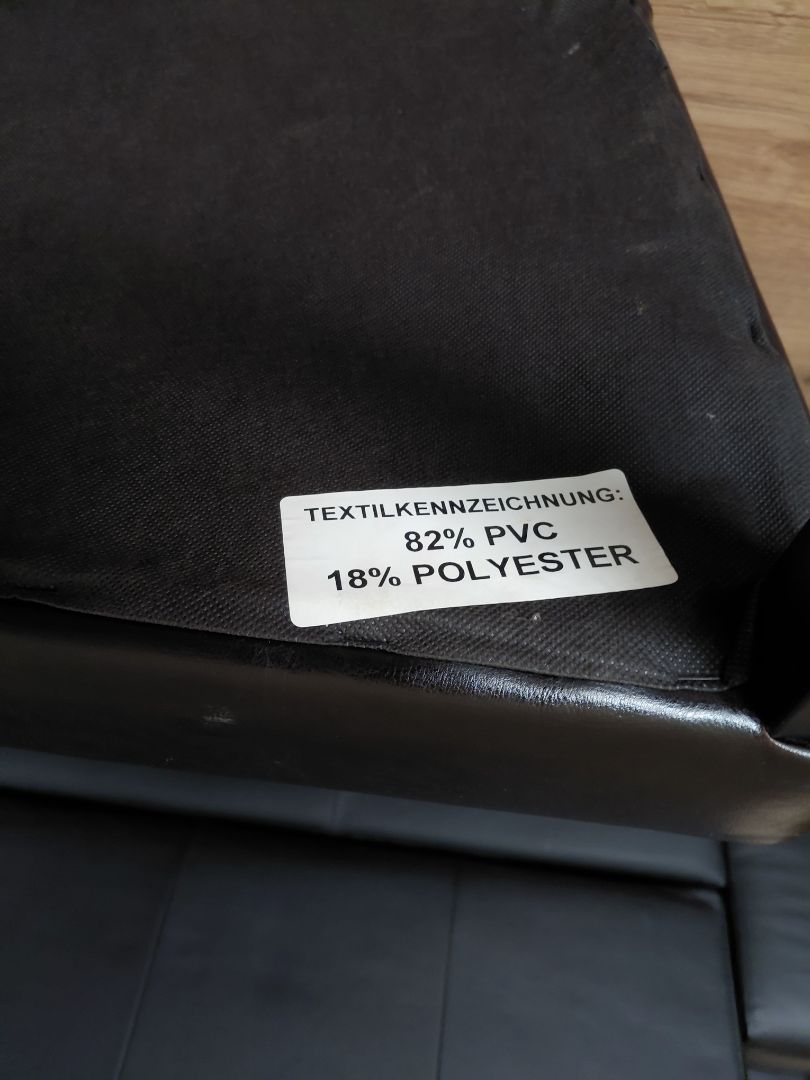 TEXTILKENNZEICHNUNG:
82% PVC
18% POLYESTER